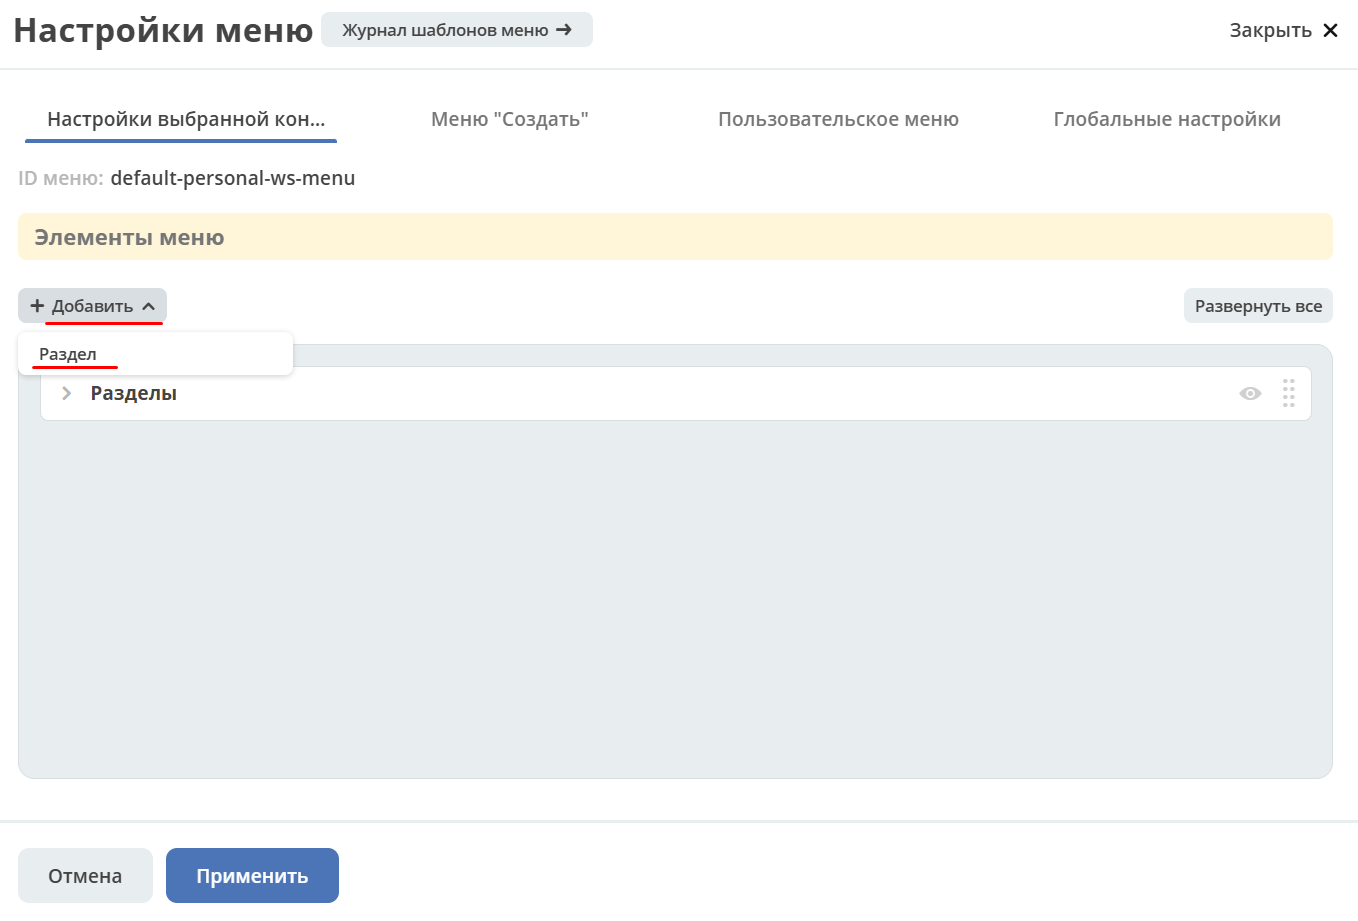 Настройки меню
Журнал шаблонов меню
Закрыть
Настройки выбранной кон...
Меню "Создать"
Пользовательское меню
Глобальные настройки
ID меню: default-personal-ws-menu
Элементы меню
Добавить
Развернуть все
Раздел
Разделы
Отмена
Применить